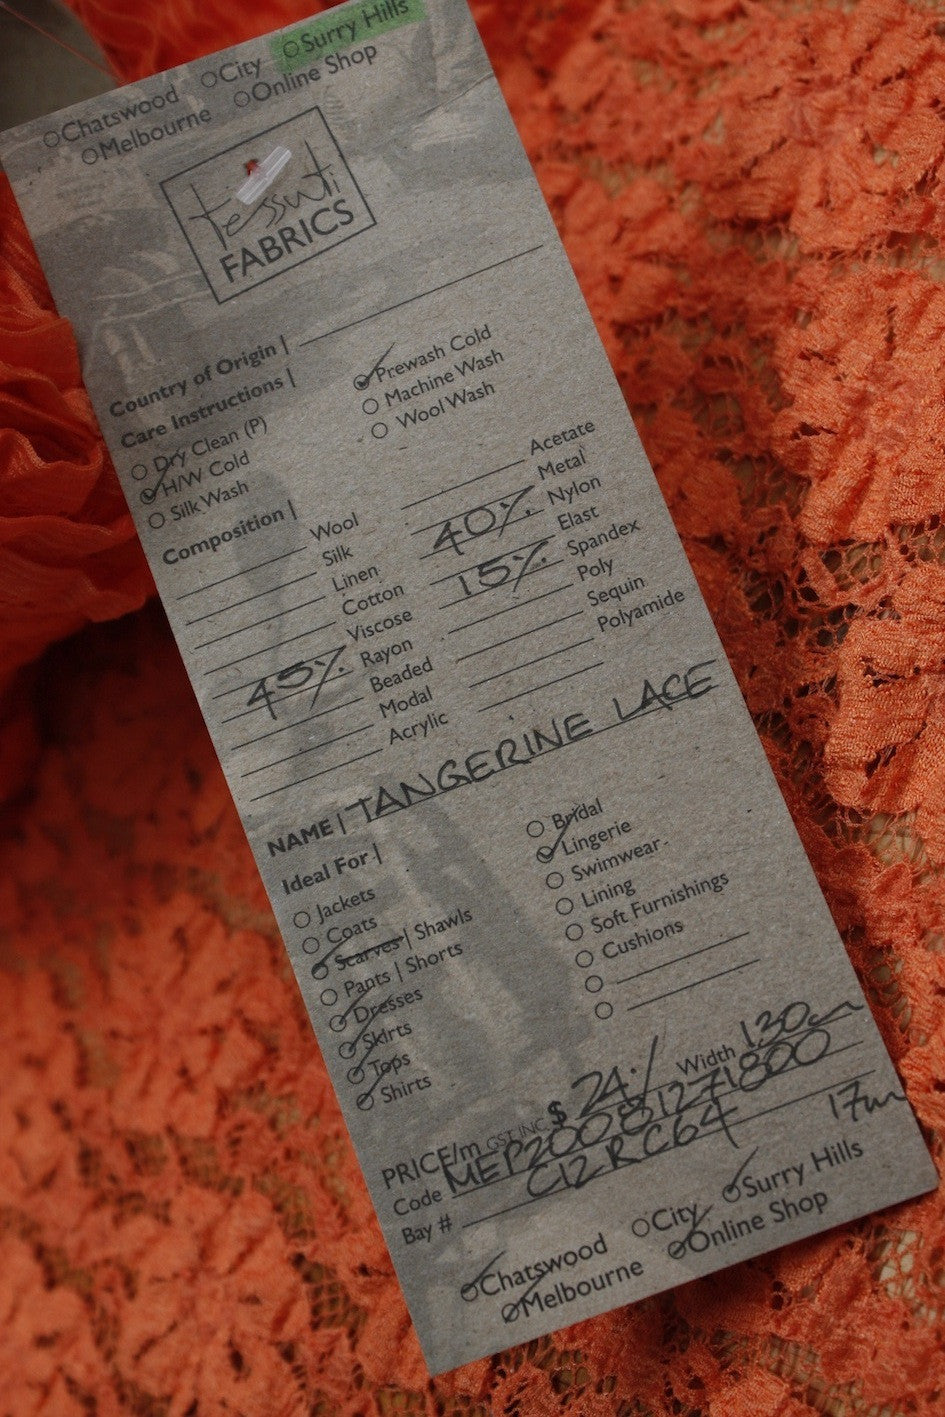 Chatswood City Surry Hills
Melbourne Online Shop
tessuti
FABRICS
Country of Origin |
Care Instructions |
Dry Clean (P) Prewash Cold
H/W Cold Machine Wash
Silk Wash Wool Wash
Composition |
Wool Acetate
Silk Metal
Linen 40% Nylon
Cotton Elast
Viscose 15% Spandex
45% Rayon Poly
Beaded Sequin
Modal Polyamide
Acrylic
NAME | TANGERINE LACE
Ideal For |
Jackets Bridal
Coats Lingerie
Scarves | Shawls Swimwear
Pants | Shorts Lining
Dresses Soft Furnishings
Skirts Cushions
Tops
Shirts
PRICE/m GST INC $ 24./ Width 130cm
Code MEP20081271800
Bay # C12RC64 17m
Chatswood City Surry Hills
Melbourne Online Shop